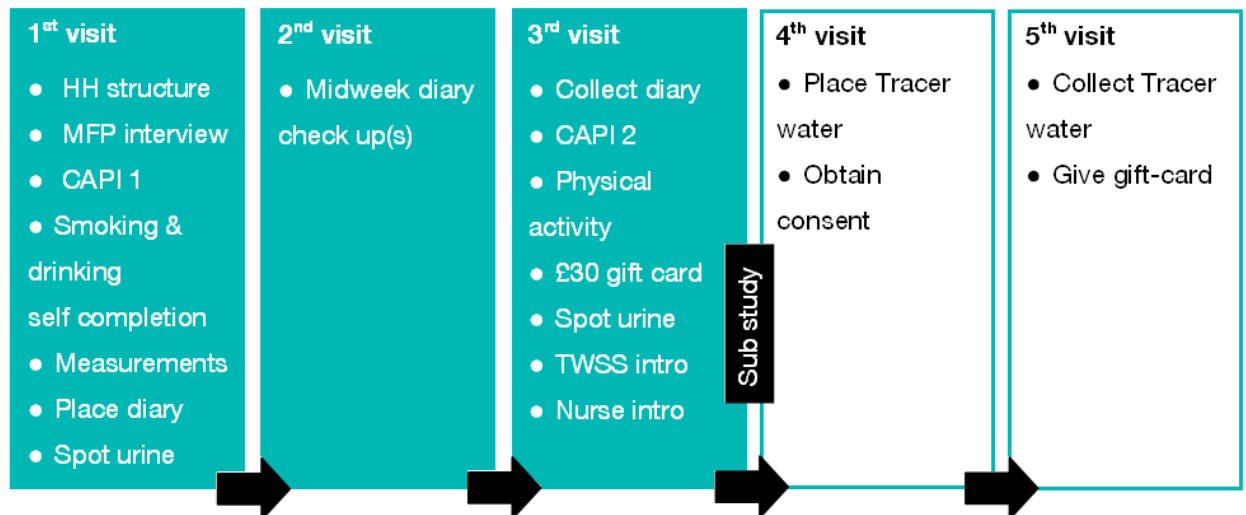 1st visit
● HH structure
● MFP interview
● CAPI 1
● Smoking &
drinking
self completion
● Measurements
● Place diary
● Spot urine
2nd visit
● Midweek diary
check up(s)
3rd visit
● Collect diary
● CAPI 2
● Physical
activity
● £30 gift card
● Spot urine
● TWSS intro
● Nurse intro
Sub study
4th visit
● Place Tracer
water
● Obtain
consent
5th visit
● Collect Tracer
water
● Give gift-card